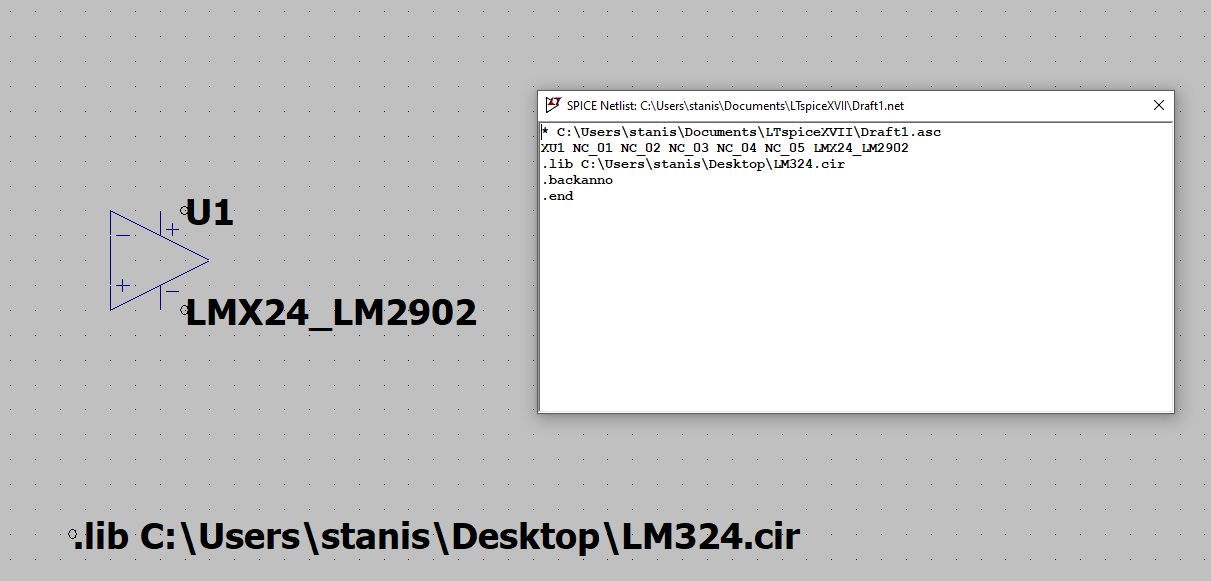 SPICE Netlist: C:\Users\stanis\Documents\LTspiceXVII\Draft1.net
* C:\Users\stanis\Documents\LTspiceXVII\Draft1.asc
XU1 NC_01 NC_02 NC_03 NC_04 NC_05 LMX24_LM2902
.lib C:\Users\stanis\Desktop\LM324.cir
.backanno
.end
U1
LMX24_LM2902
.lib C:\Users\stanis\Desktop\LM324.cir